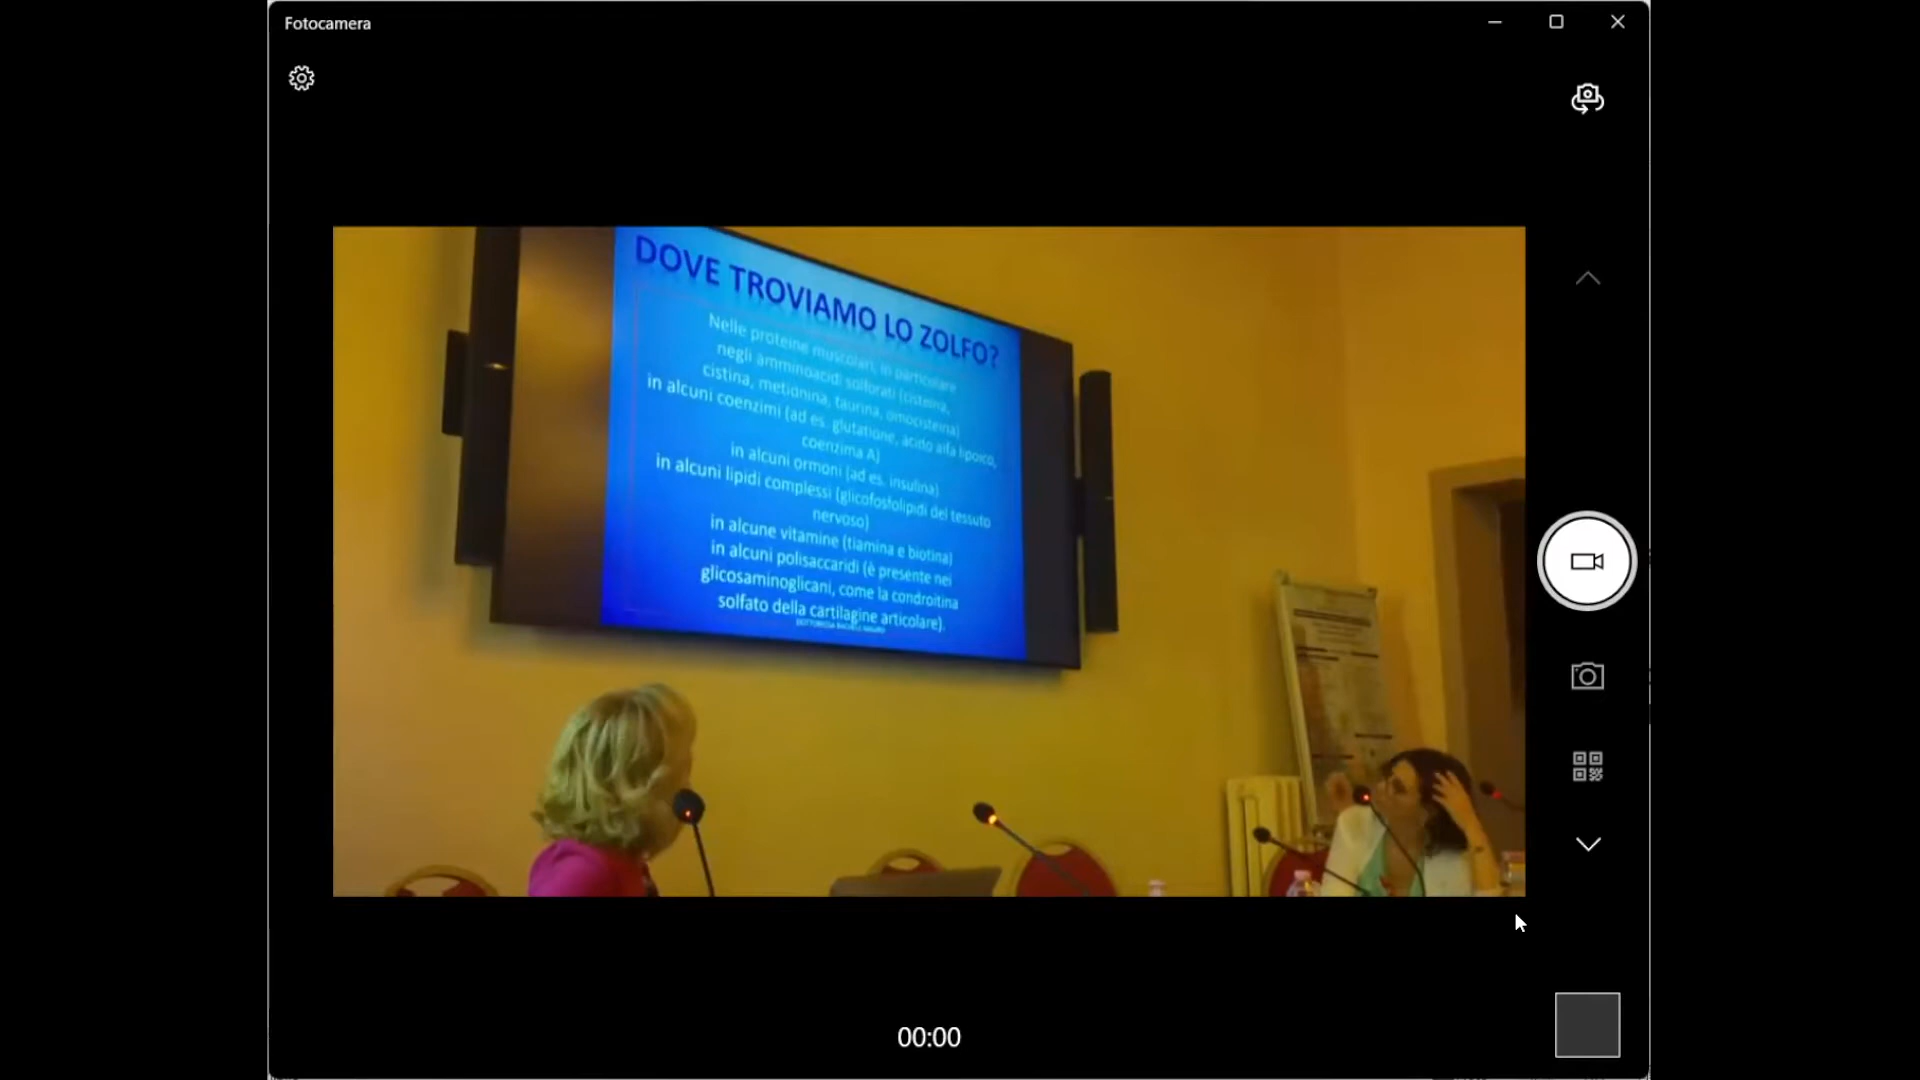 Fotocamera
DOVE TROVIAMO LO ZOLFO?
Nelle proteine muscolari, in particolare
negli amminoacidi solforati (cisteina,
cistina, metionina, taurina, omocisteina)
in alcuni coenzimi (ad es. glutatione, acido alfa lipoico,
coenzima A)
in alcuni ormoni (ad es. insulina)
in alcuni lipidi complessi (glicofosfolipidi del tessuto
nervoso)
in alcune vitamine (tiamina e biotina)
in alcuni polisaccaridi (è presente nei
glicosaminoglicani, come la condroitina
solfato della cartilagine articolare).
DOTTORESSA
00:00